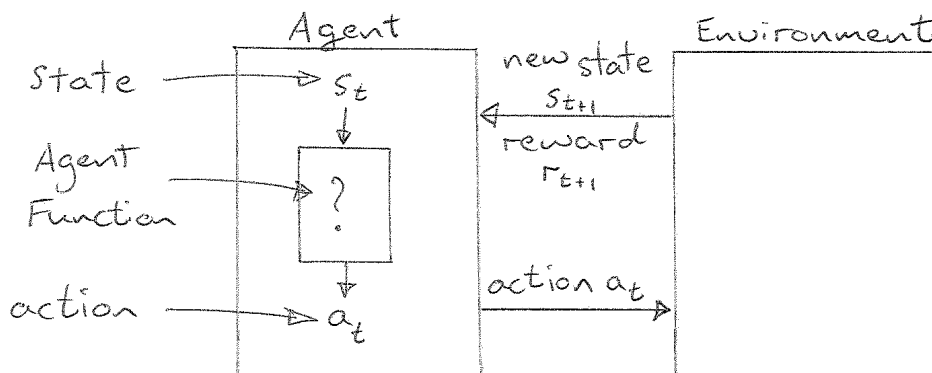 Agent
Environment
State
s_t
new state
s_{t+1}
reward
r_{t+1}
Agent
Function
?
action
a_t
action a_t